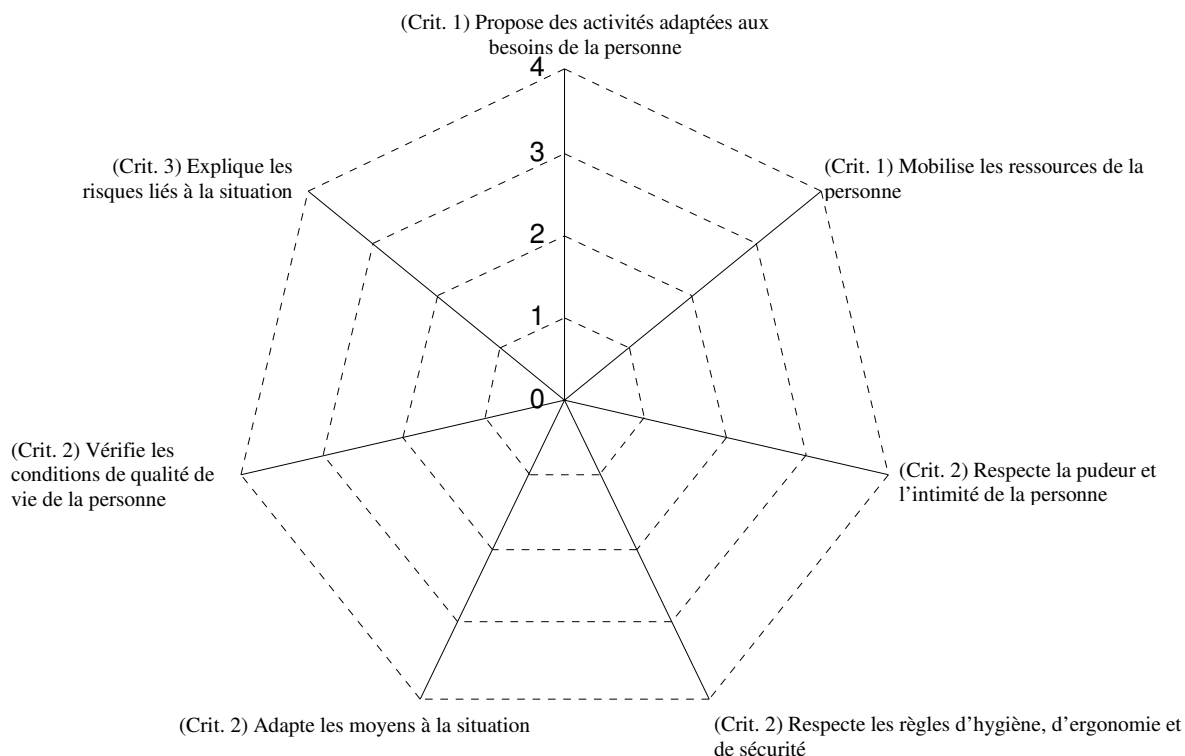 (Crit. 1) Propose des activités adaptées aux
besoins de la personne
4
3
2
1
0
(Crit. 3) Explique les
risques liés à la situation
(Crit. 1) Mobilise les ressources de la
personne
(Crit. 2) Vérifie les
conditions de qualité de
vie de la personne
(Crit. 2) Respecte la pudeur et
l’intimité de la personne
(Crit. 2) Adapte les moyens à la situation
(Crit. 2) Respecte les règles d’hygiène, d’ergonomie et
de sécurité